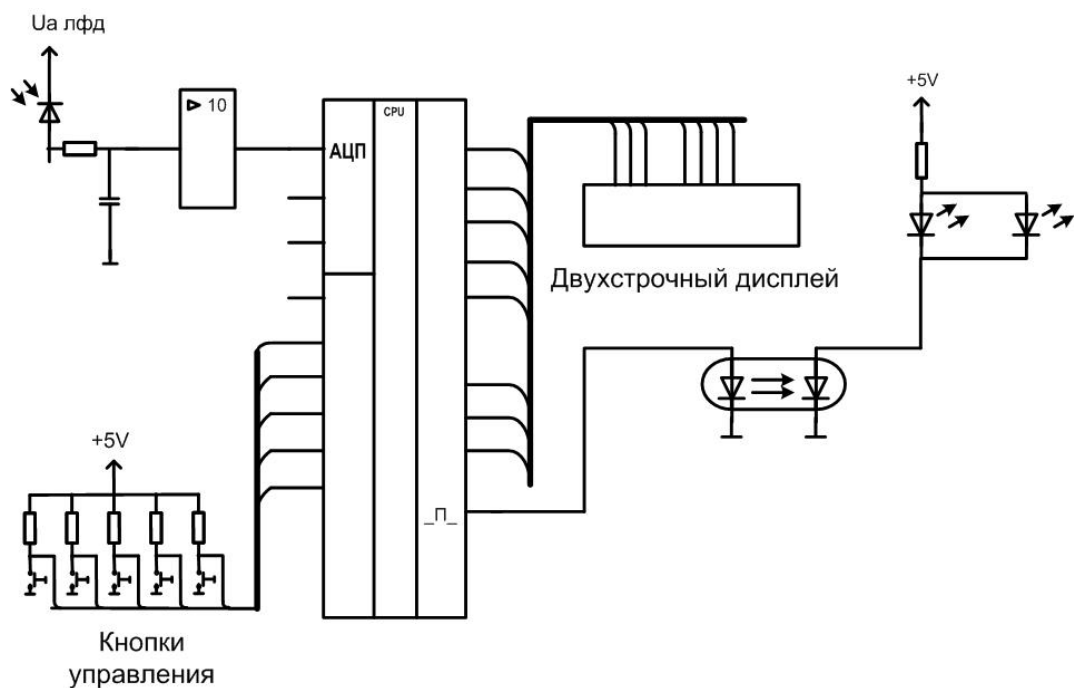 Ua лфд
10
CPU
АЦП
+5V
Двухстрочный дисплей
+5V
_П_
Кнопки
управления